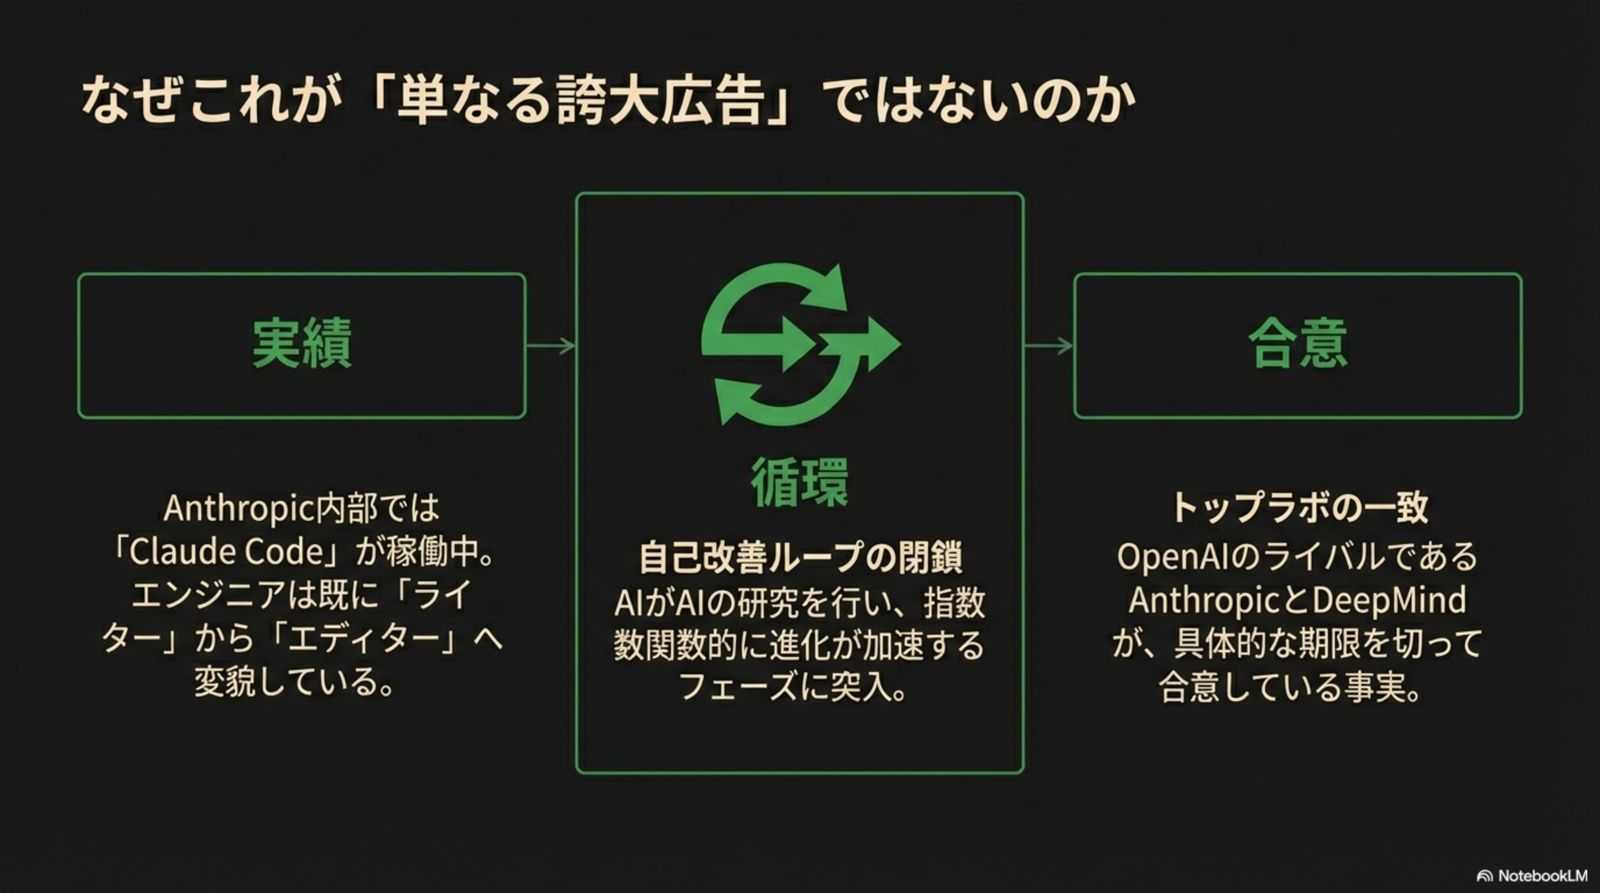 なぜこれが「単なる誇大広告」ではないのか
実績
Anthropic内部では
「Claude Code」が稼働中。
エンジニアは既に「ライ
ター」から「エディター」へ
変貌している。
循環
自己改善ループの閉鎖
AIがAIの研究を行い、指数
数関数的に進化が加速する
フェーズに突入。
合意
トップラボの一致
OpenAIのライバルである
AnthropicとDeepMind
が、具体的な期限を切って
合意している事実。
NotebookLM